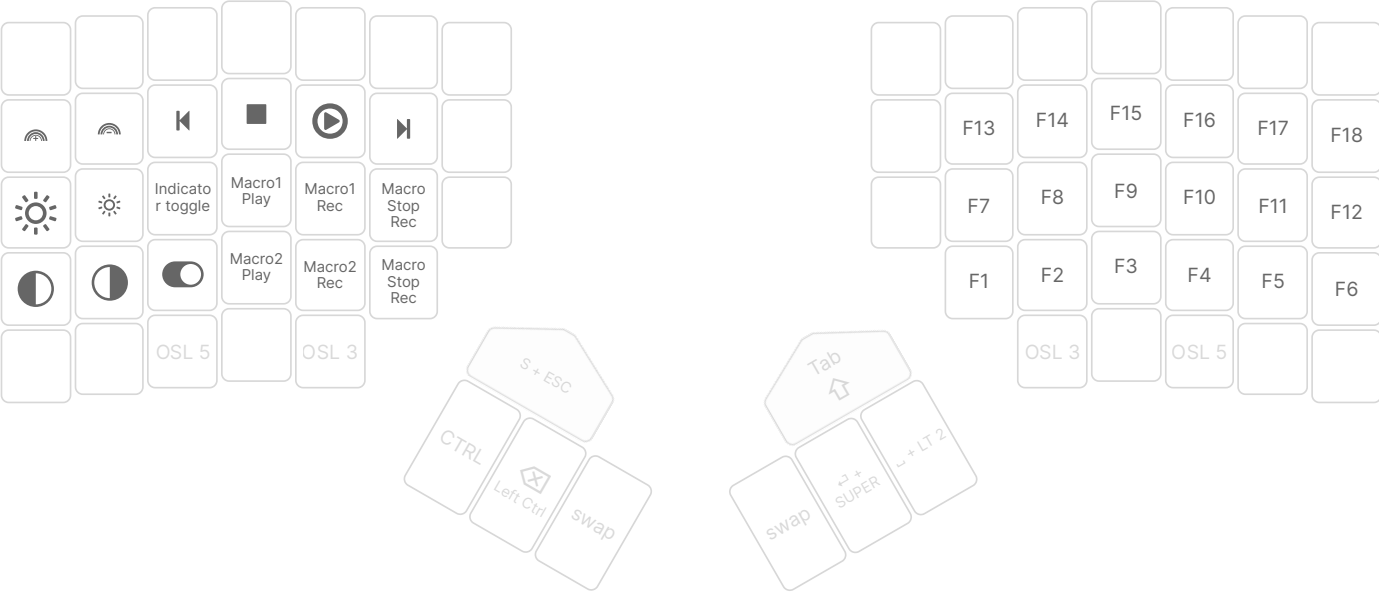 F13
F14
F15
F16
F17
F18
Indicato
r toggle
Macro1
Play
Macro1
Rec
Macro
Stop
Rec
F7
F8
F9
F10
F11
F12
Macro2
Play
Macro2
Rec
Macro
Stop
Rec
F1
F2
F3
F4
F5
F6
OSL 5
OSL 3
OSL 3
OSL 5
S + ESC
Tab
CTRL
Left Ctrl
swap
swap
⏎ +
SUPER
⎵ + LT 2